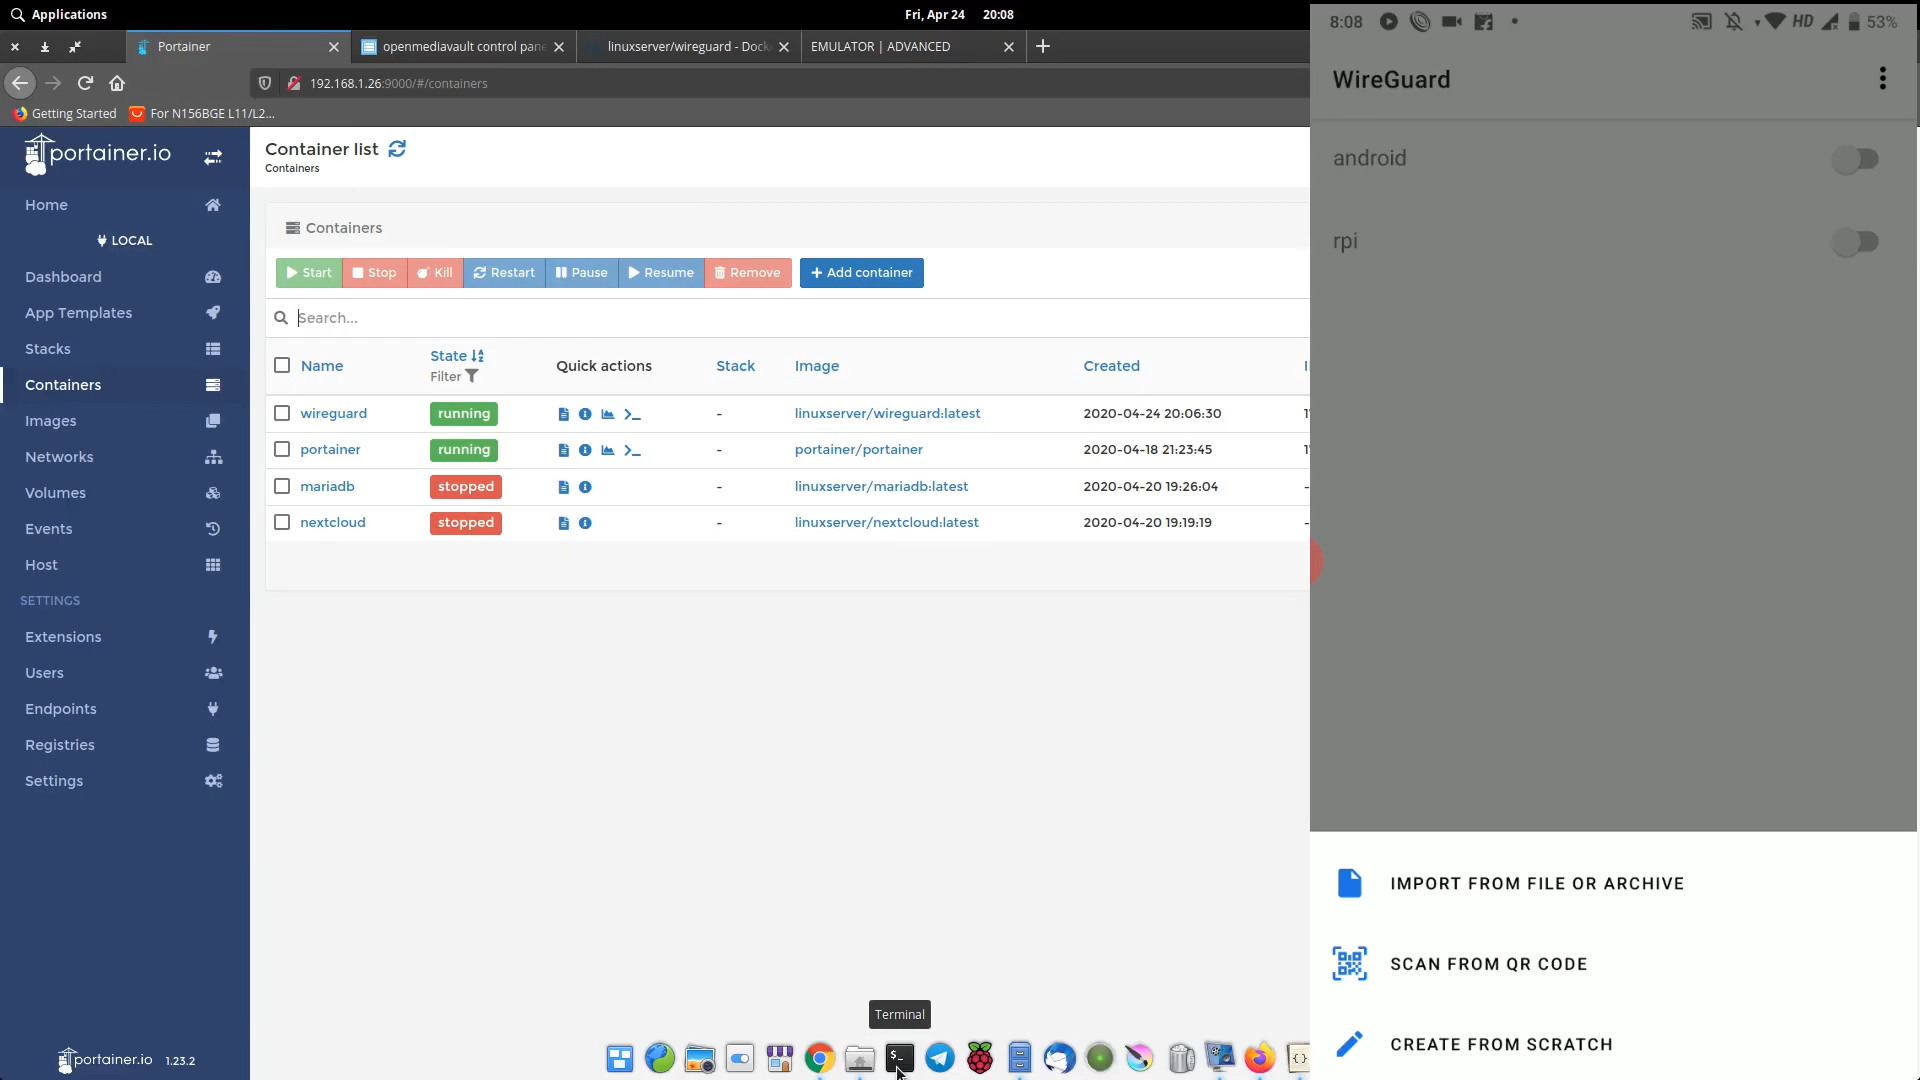 Applications
Fri, Apr 24 20:08
Portainer
openmediavault control pane
linuxserver/wireguard - Dock
EMULATOR | ADVANCED
192.168.1.26:9000/#/containers
Getting Started
For N156BGE L11/L2...
portainer.io
Home
LOCAL
Dashboard
App Templates
Stacks
Containers
Images
Networks
Volumes
Events
Host
SETTINGS
Extensions
Users
Endpoints
Registries
Settings
portainer.io 1.23.2
Container list
Containers
Containers
Start Stop Kill Restart Pause Resume Remove Add container
Search...
Name State Quick actions Stack Image Created
Filter
wireguard running >_ - linuxserver/wireguard:latest 2020-04-24 20:06:30
portainer running >_ - portainer/portainer 2020-04-18 21:23:45
mariadb stopped - linuxserver/mariadb:latest 2020-04-20 19:26:04 -
nextcloud stopped - linuxserver/nextcloud:latest 2020-04-20 19:19:19 -
Terminal
8:08 HD 53%
WireGuard
android
rpi
IMPORT FROM FILE OR ARCHIVE
SCAN FROM QR CODE
CREATE FROM SCRATCH